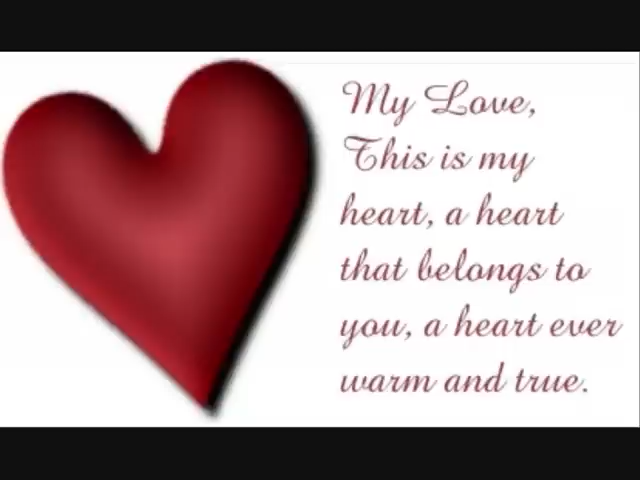 My Love,
This is my
heart, a heart
that belongs to
you, a heart ever
warm and true.